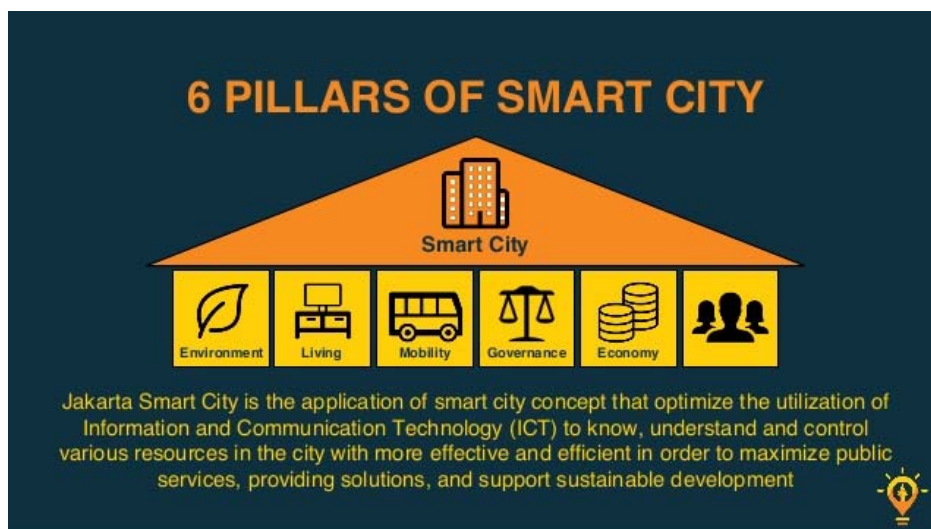 6 PILLARS OF SMART CITY
Smart City
Environment
Living
Mobility
Governance
Economy
Jakarta Smart City is the application of smart city concept that optimize the utilization of
Information and Communication Technology (ICT) to know, understand and control
various resources in the city with more effective and efficient in order to maximize public
services, providing solutions, and support sustainable development